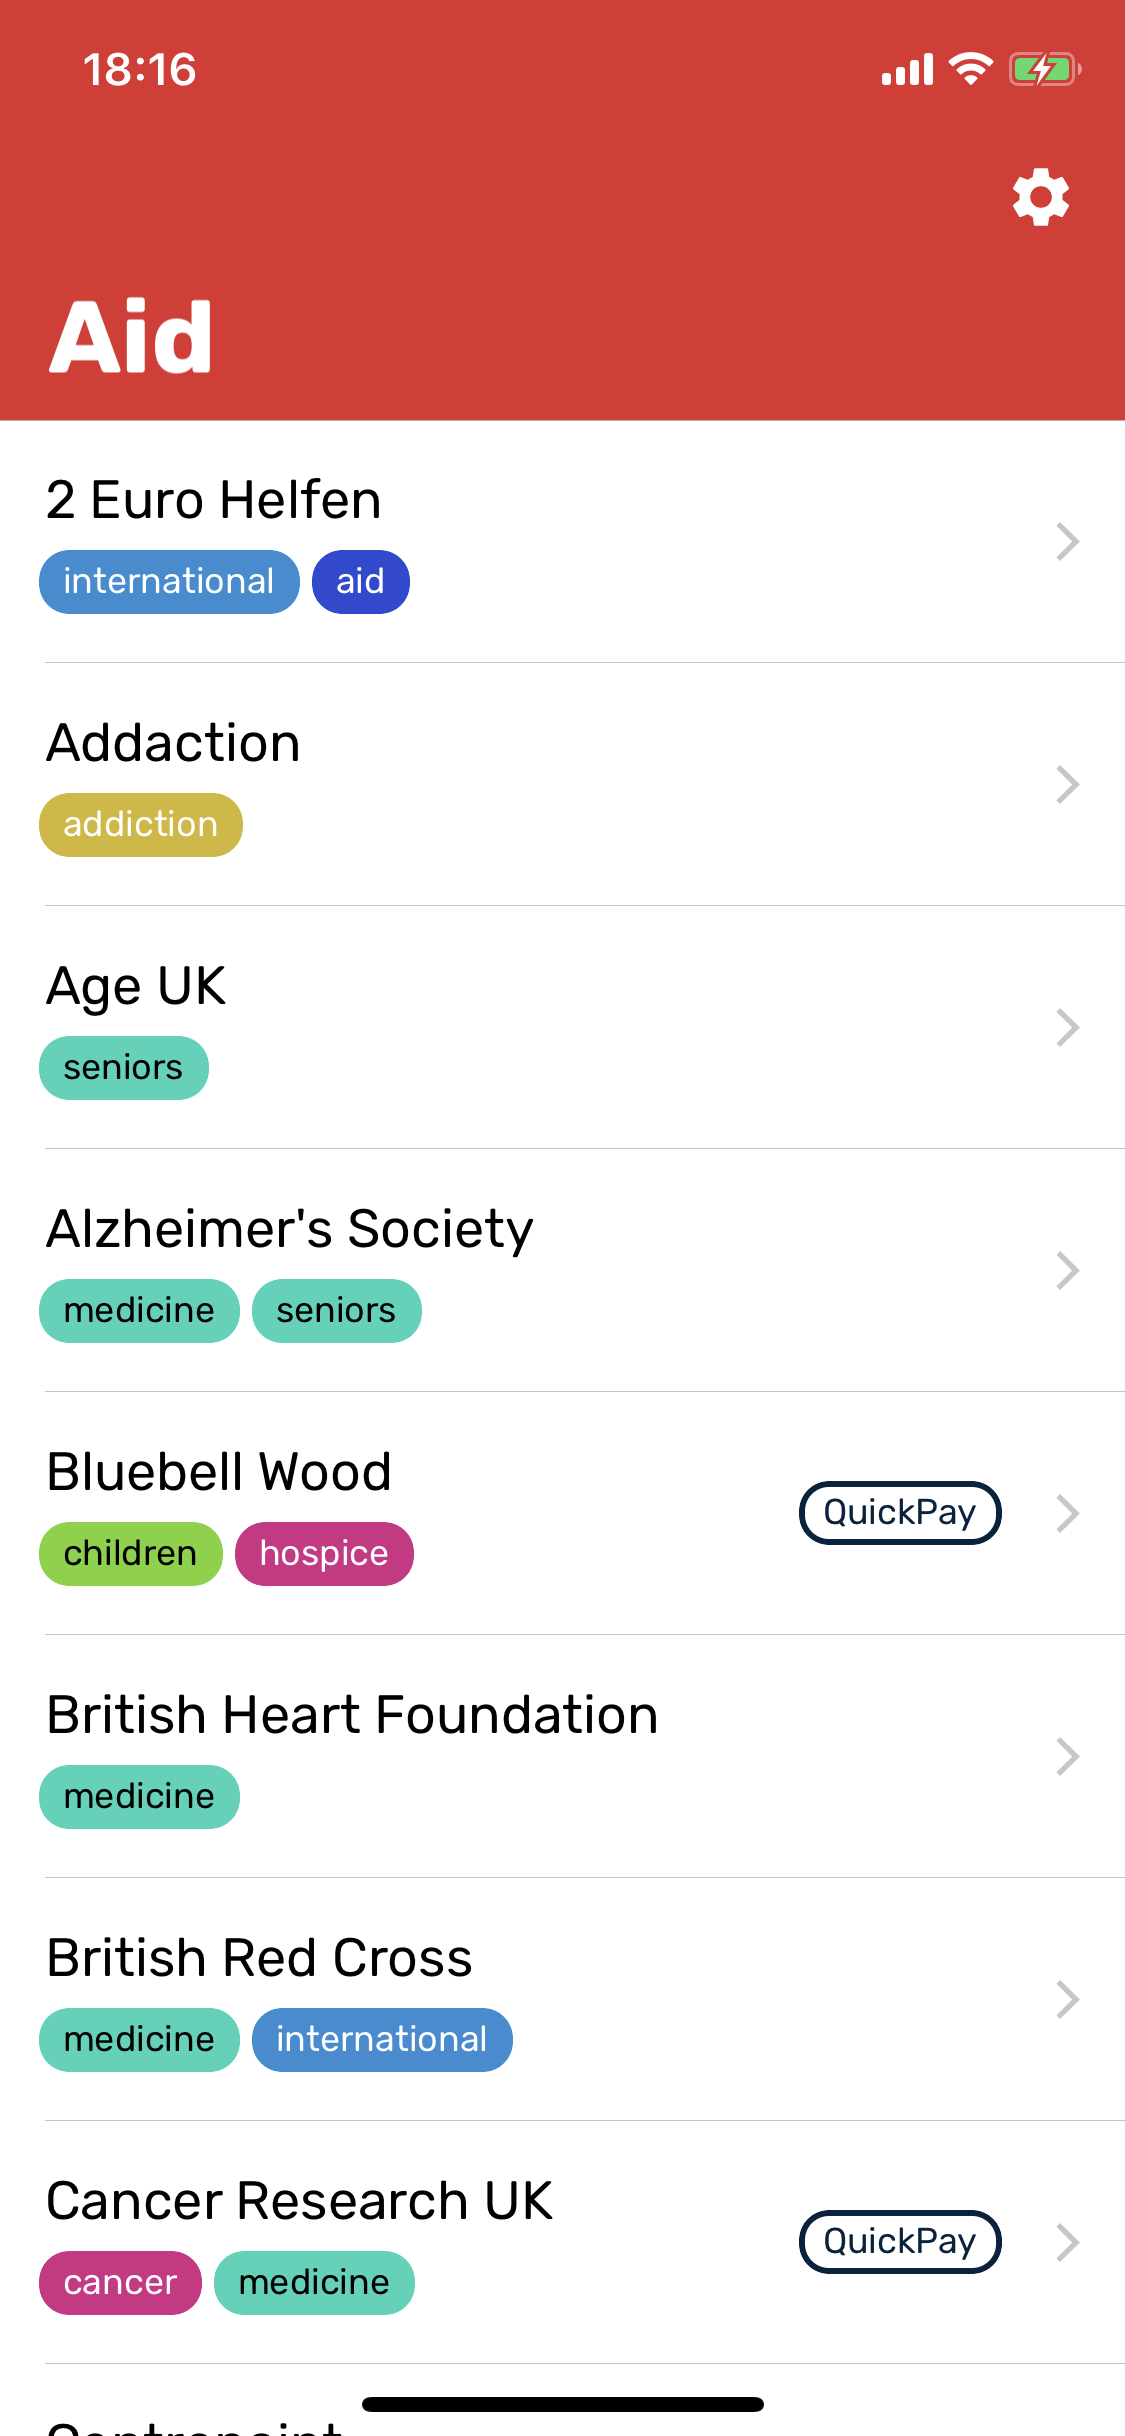 18:16
Aid
2 Euro Helfen
international aid
Addaction
addiction
Age UK
seniors
Alzheimer's Society
medicine seniors
Bluebell Wood
children hospice
QuickPay
British Heart Foundation
medicine
British Red Cross
medicine international
Cancer Research UK
cancer medicine
QuickPay